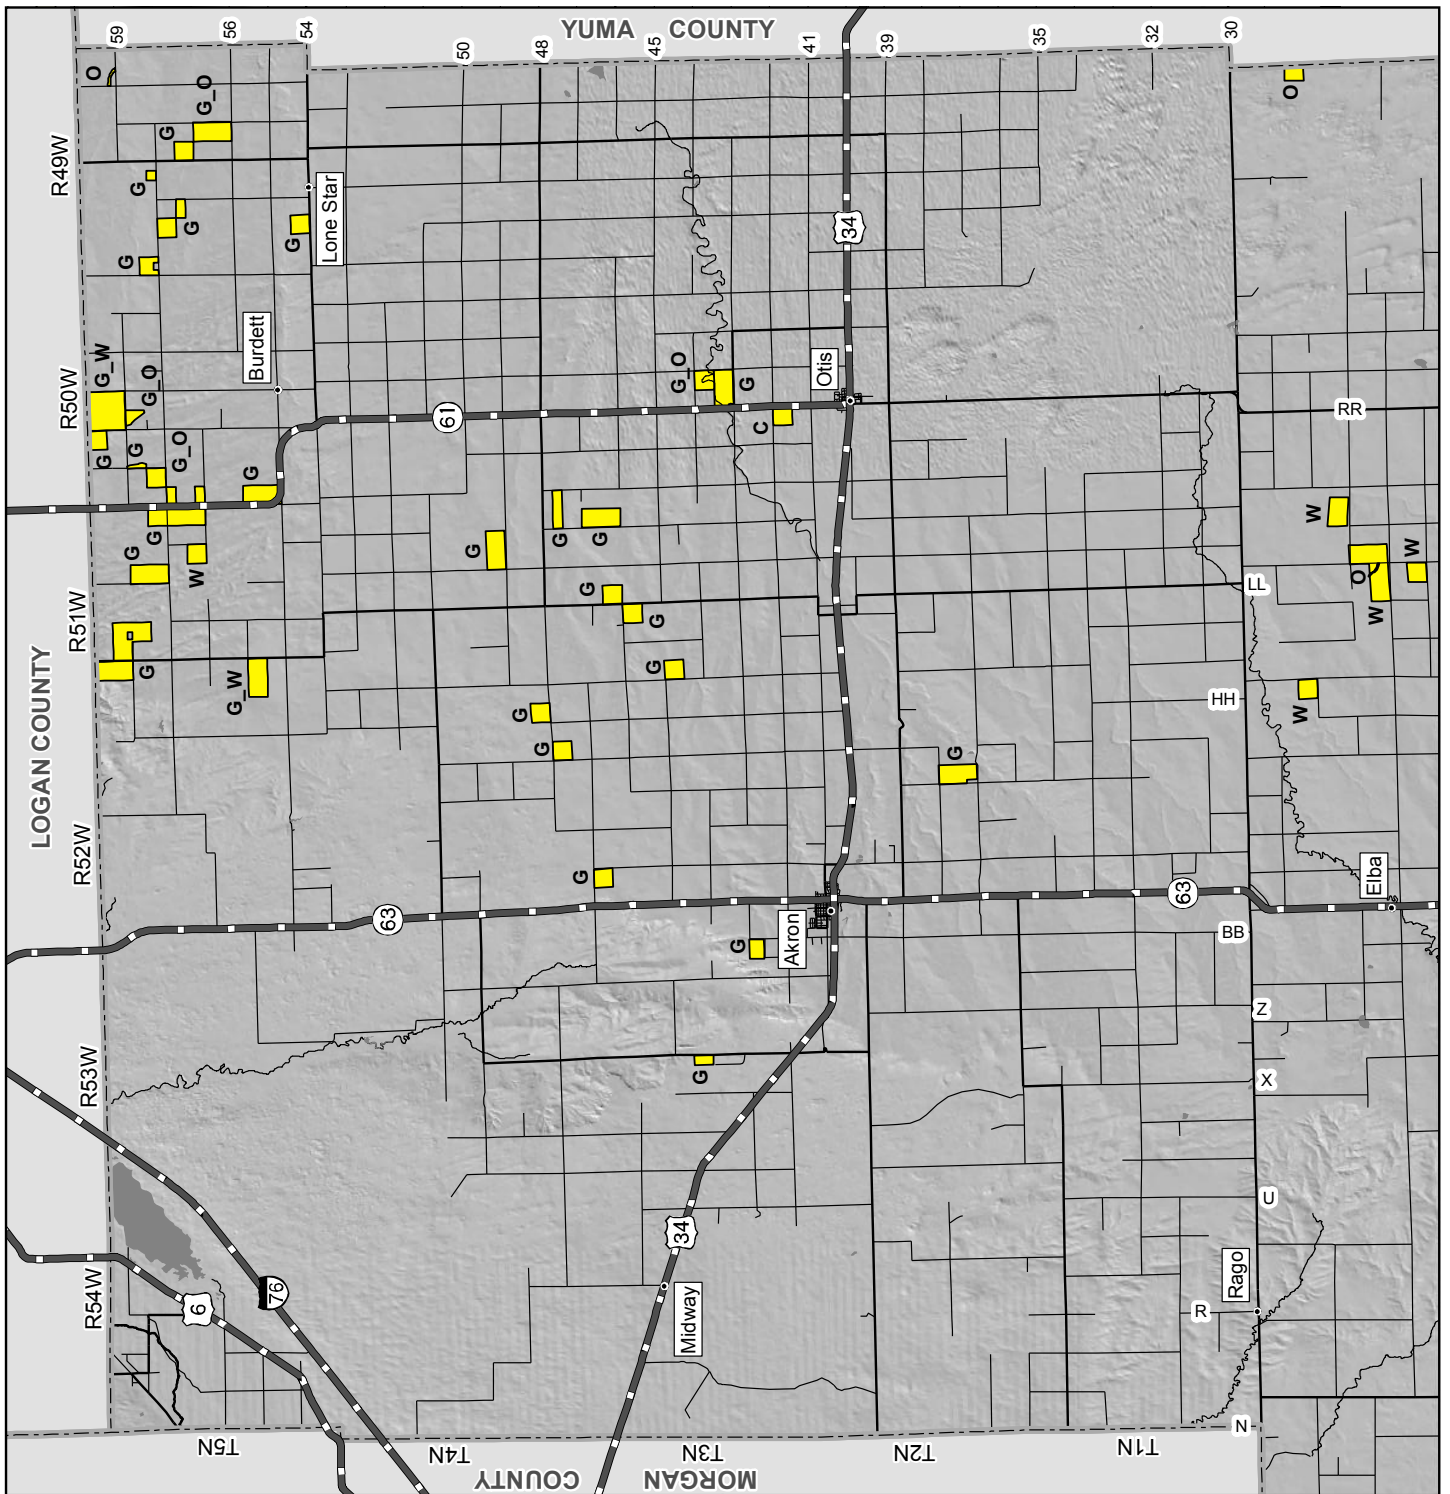 YUMA COUNTY
59
56
54
50
48
45
41
39
35
32
30
R49W
R50W
R51W
R52W
R53W
R54W
LOGAN COUNTY
MORGAN COUNTY
T5N
T4N
T3N
T2N
T1N
O
G_O
G
G
G
G
G
Lone Star
Burdett
G_W
G_O
G
G
G_O
G
G
G
W
G
G_W
61
G_O
G
C
Otis
34
O
G
G
G
G
G
G
G
G
G
G
G
G
63
Akron
63
34
Midway
6
76
RR
LL
HH
BB
Z
X
U
R
N
W
W
O
W
W
Elba
Rago